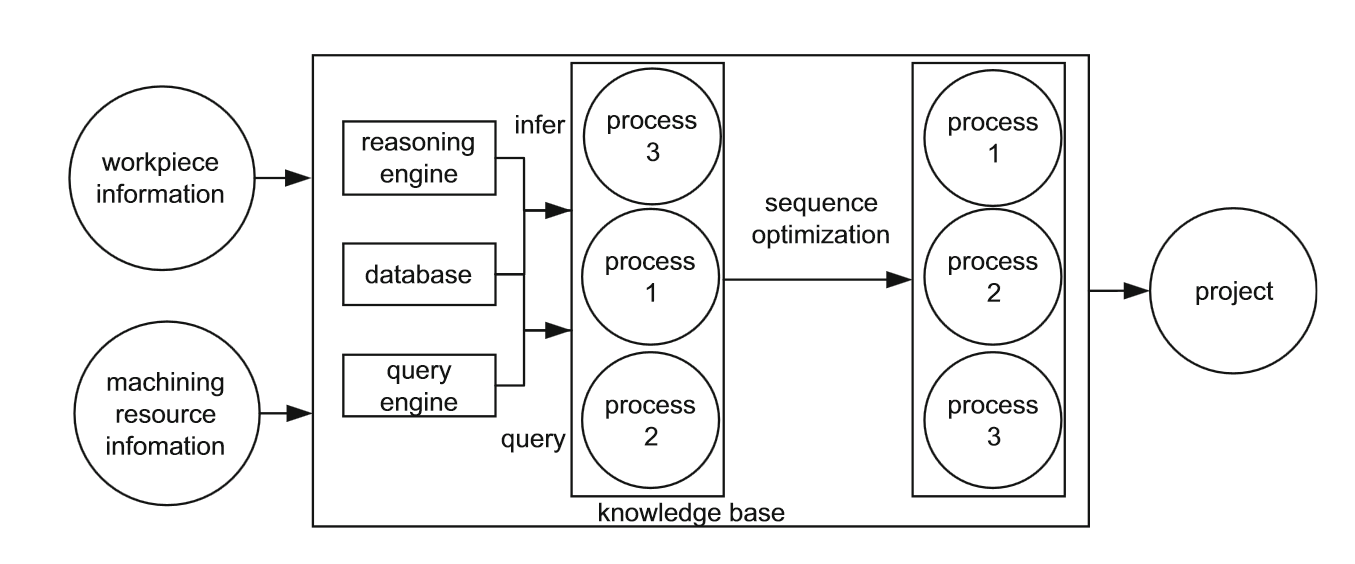 workpiece
information
machining
resource
infomation
reasoning
engine
database
query
engine
infer
query
process
3
process
1
process
2
sequence
optimization
process
1
process
2
process
3
knowledge base
project